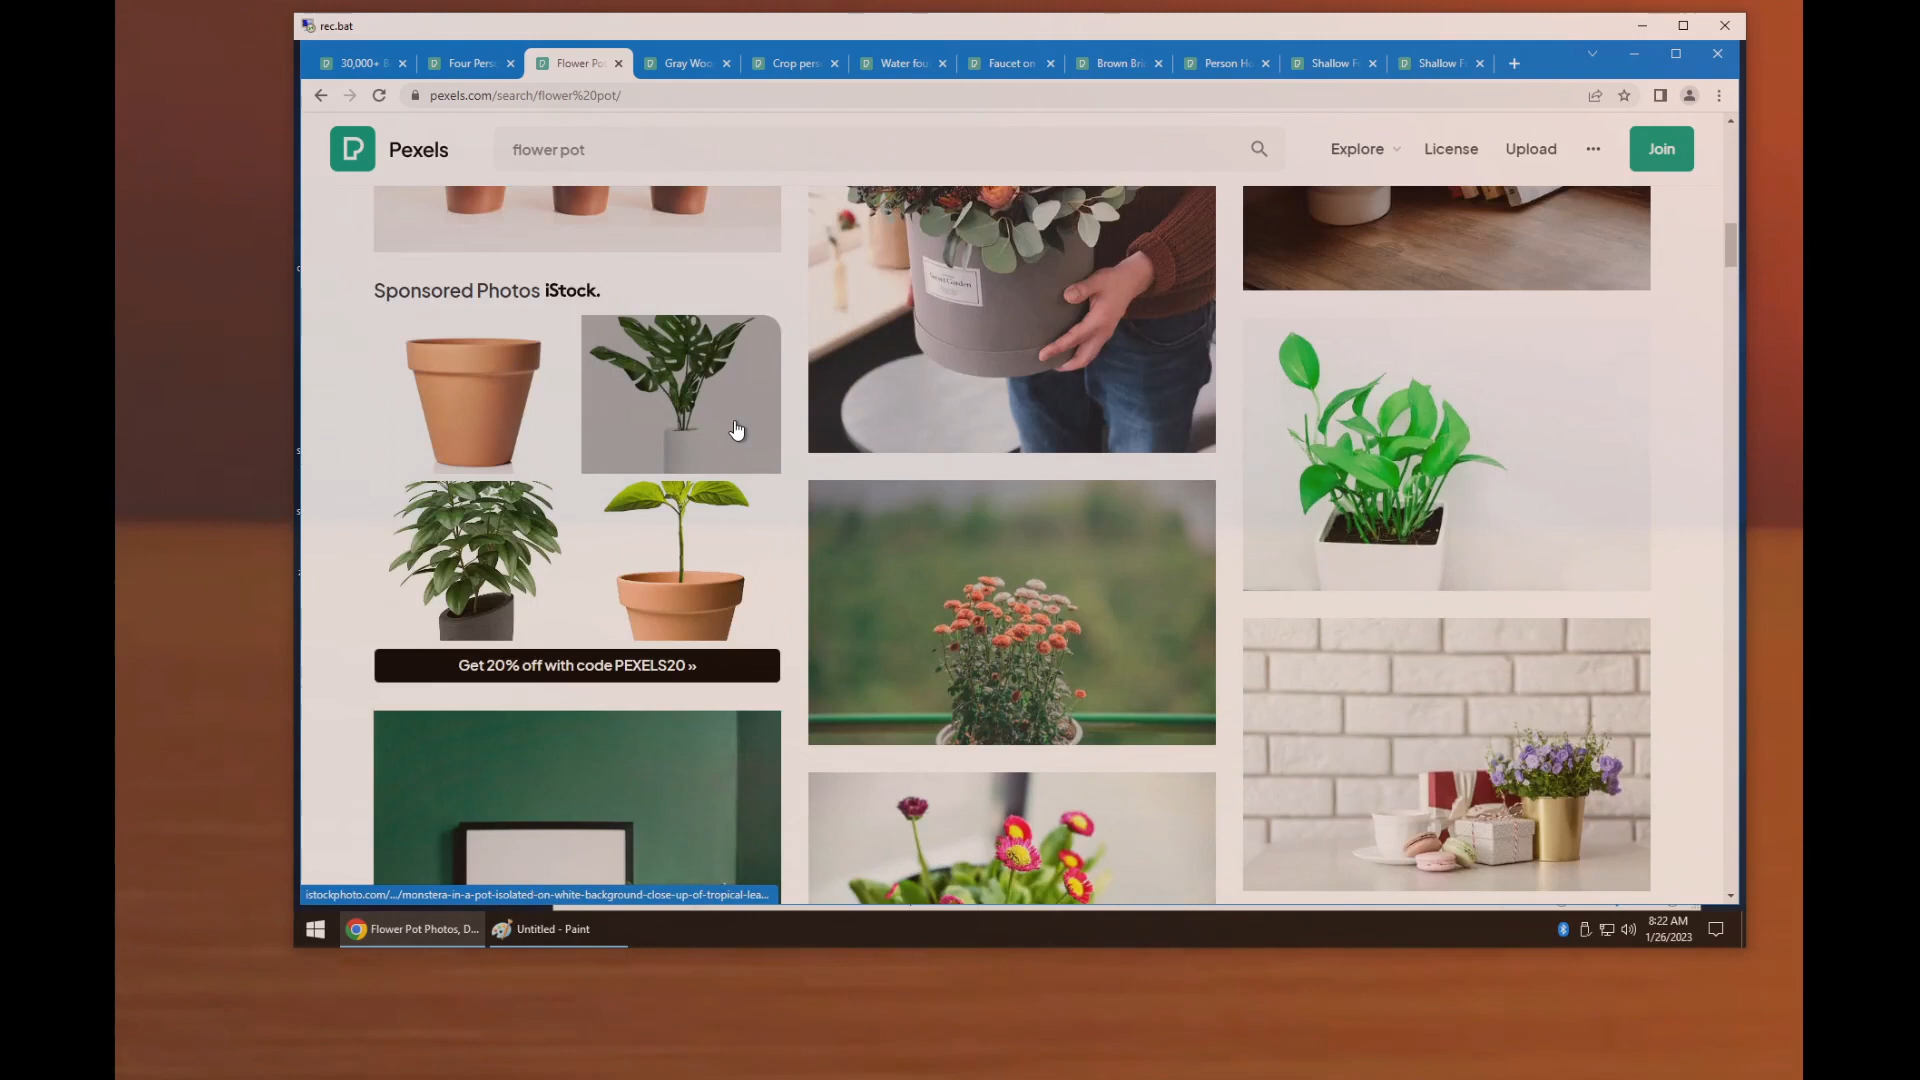 rec.bat
30,000+ B
Four Pers
Flower Po
Gray Woo
Crop pers
Water fou
Faucet on
Brown Bri
Person Ho
Shallow F
Shallow F
pexels.com/search/flower%20pot/
Pexels
flower pot
Explore
License
Upload
Join
Sponsored Photos iStock.
Get 20% off with code PEXELS20 »
istockphoto.com/.../monstera-in-a-pot-isolated-on-white-background-close-up-of-tropical-lea...
Flower Pot Photos, D...
Untitled - Paint
8:22 AM
1/26/2023